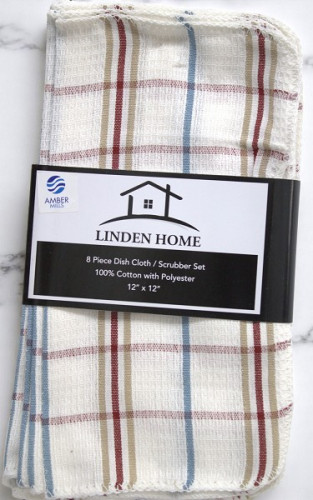 AMBER
MILLS
LINDEN HOME
8 Piece Dish Cloth / Scrubber Set
100% Cotton with Polyester
12" x 12"